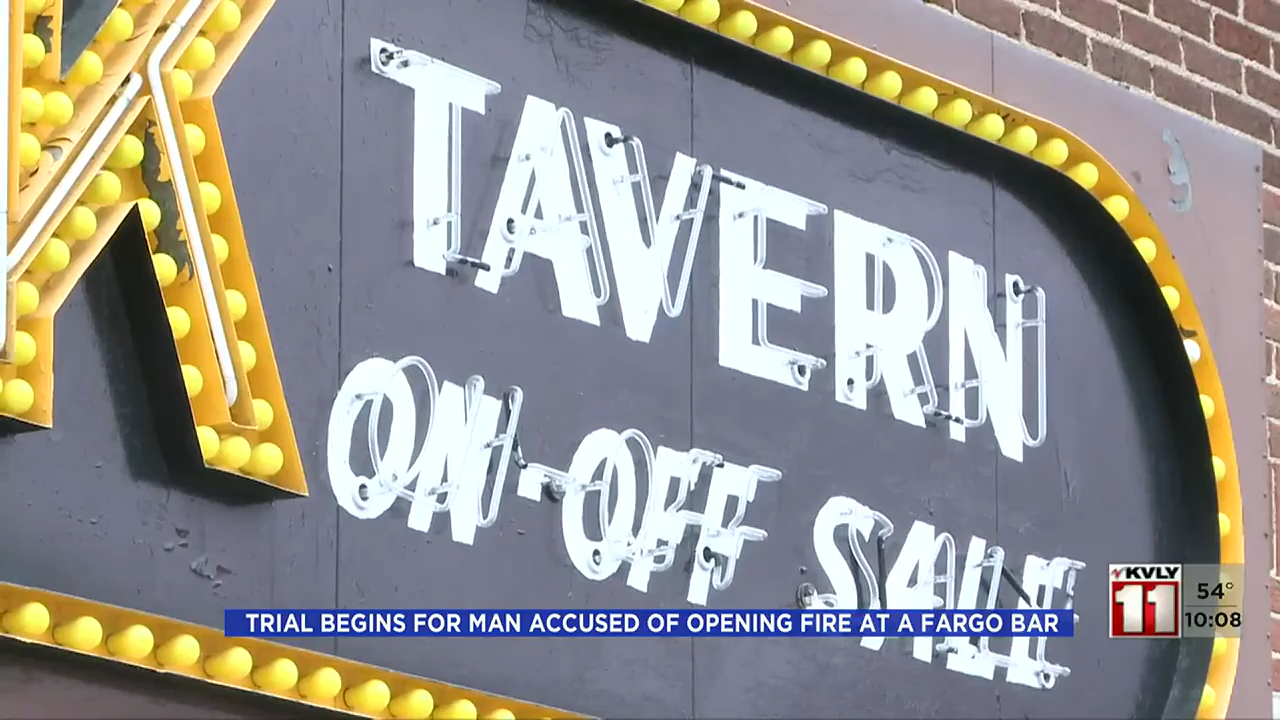 K
TAVERN
ON-OFF SALE
TRIAL BEGINS FOR MAN ACCUSED OF OPENING FIRE AT A FARGO BAR
KVLY
11
54°
10:08